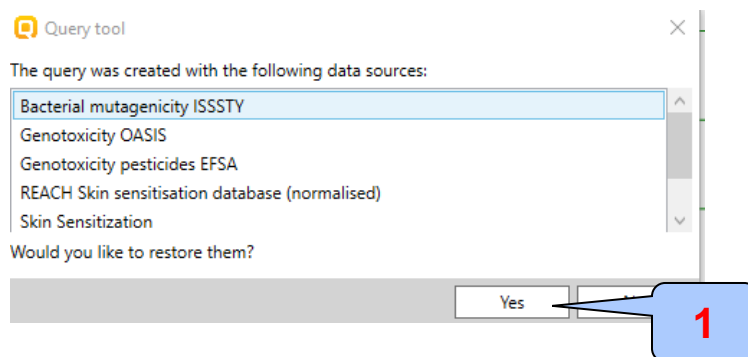 Query tool
The query was created with the following data sources:
Bacterial mutagenicity ISSSTY
Genotoxicity OASIS
Genotoxicity pesticides EFSA
REACH Skin sensitisation database (normalised)
Skin Sensitization
Would you like to restore them?
Yes
1